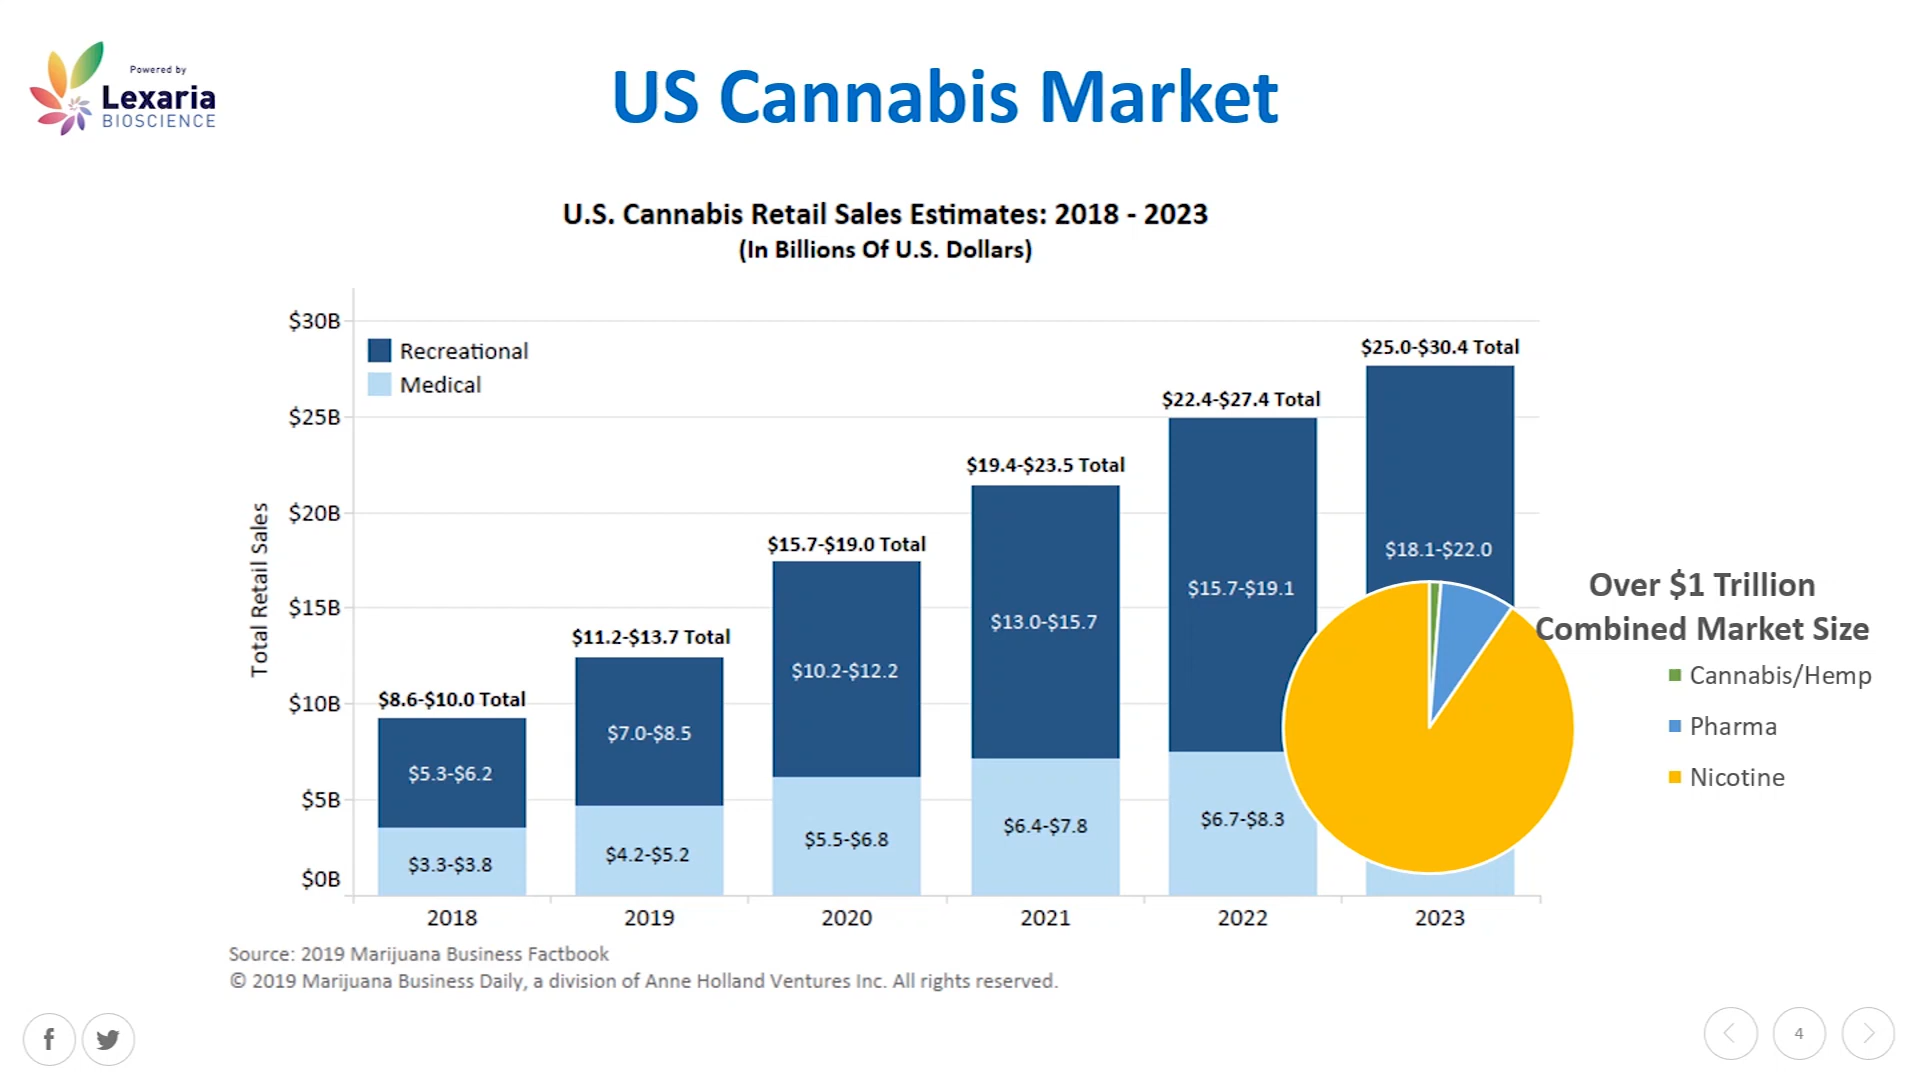 Powered by
Lexaria
BIOSCIENCE
US Cannabis Market
U.S. Cannabis Retail Sales Estimates: 2018 - 2023
(In Billions Of U.S. Dollars)
Total Retail Sales
$30B
$25B
$20B
$15B
$10B
$5B
$0B
Recreational
Medical
$8.6-$10.0 Total
$5.3-$6.2
$3.3-$3.8
$11.2-$13.7 Total
$7.0-$8.5
$4.2-$5.2
$15.7-$19.0 Total
$10.2-$12.2
$5.5-$6.8
$19.4-$23.5 Total
$13.0-$15.7
$6.4-$7.8
$22.4-$27.4 Total
$15.7-$19.1
$6.7-$8.3
$25.0-$30.4 Total
$18.1-$22.0
2018
2019
2020
2021
2022
2023
Over $1 Trillion
Combined Market Size
Cannabis/Hemp
Pharma
Nicotine
Source: 2019 Marijuana Business Factbook
© 2019 Marijuana Business Daily, a division of Anne Holland Ventures Inc. All rights reserved.
f
4